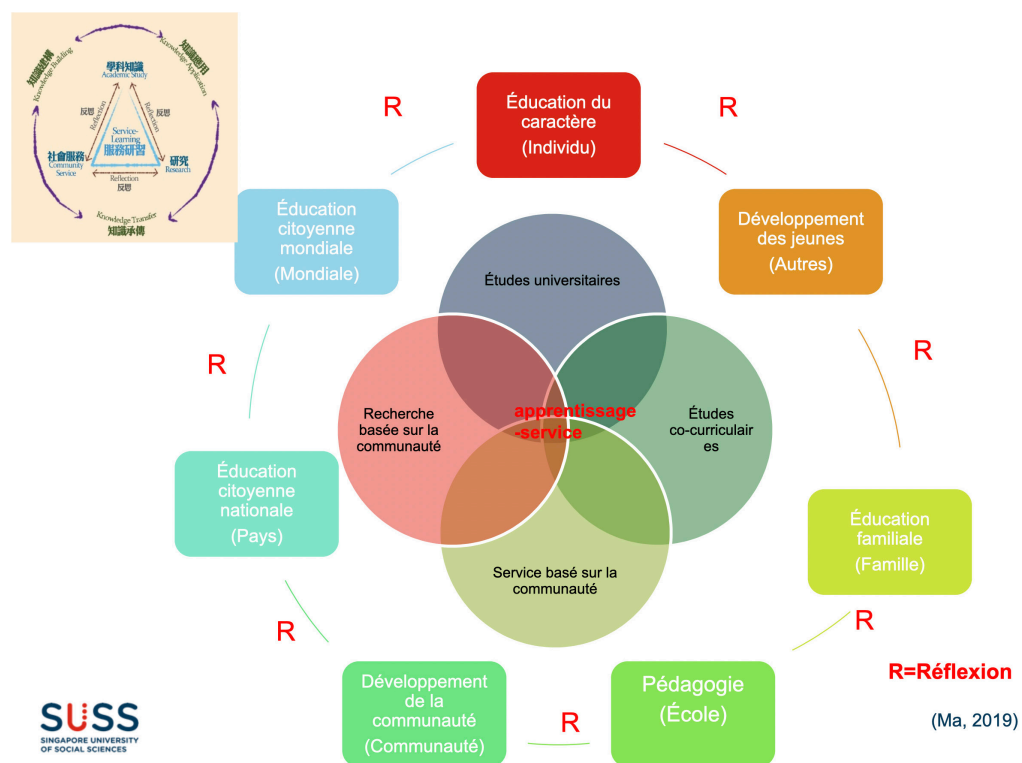 知識建構
Knowledge Building
知識應用
Knowledge Application
學科知識
Academic Study
反思
Reflection
反思
Reflection
Service-
Learning
服務研習
社會服務
Community
Service
研究
Research
Reflection
反思
Knowledge Transfer
知識承傳
R
Éducation du
caractère
(Individu)
R
Éducation
citoyenne
mondiale
(Mondiale)
Développement
des jeunes
(Autres)
Études universitaires
R
R
Recherche
basée sur la
communauté
apprentissage
-service
Études
co-curriculair
es
Éducation
citoyenne
nationale
(Pays)
Éducation
familiale
(Famille)
Service basé sur la
communauté
R
R
Développement
de la
communauté
(Communauté)
R
Pédagogie
(École)
R=Réflexion
(Ma, 2019)
SUSS
SINGAPORE UNIVERSITY
OF SOCIAL SCIENCES